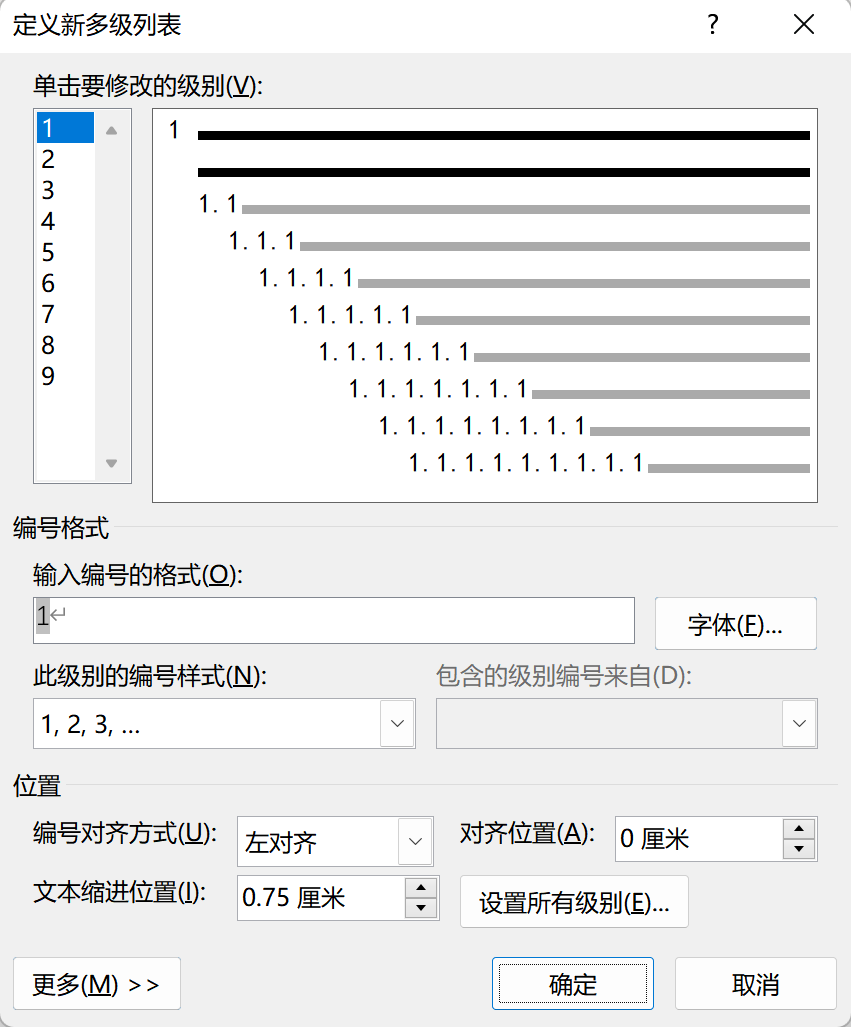 定义新多级列表 ?
单击要修改的级别(V):
1
2
3
4
5
6
7
8
9
1
1.1
1.1.1
1.1.1.1
1.1.1.1.1
1.1.1.1.1.1
1.1.1.1.1.1.1
1.1.1.1.1.1.1.1
1.1.1.1.1.1.1.1.1
编号格式
输入编号的格式(O):
1↵ 字体(F)...
此级别的编号样式(N): 包含的级别编号来自(D):
1, 2, 3, ...
位置
编号对齐方式(U): 左对齐 对齐位置(A): 0 厘米
文本缩进位置(I): 0.75 厘米 设置所有级别(E)...
更多(M) >> 确定 取消